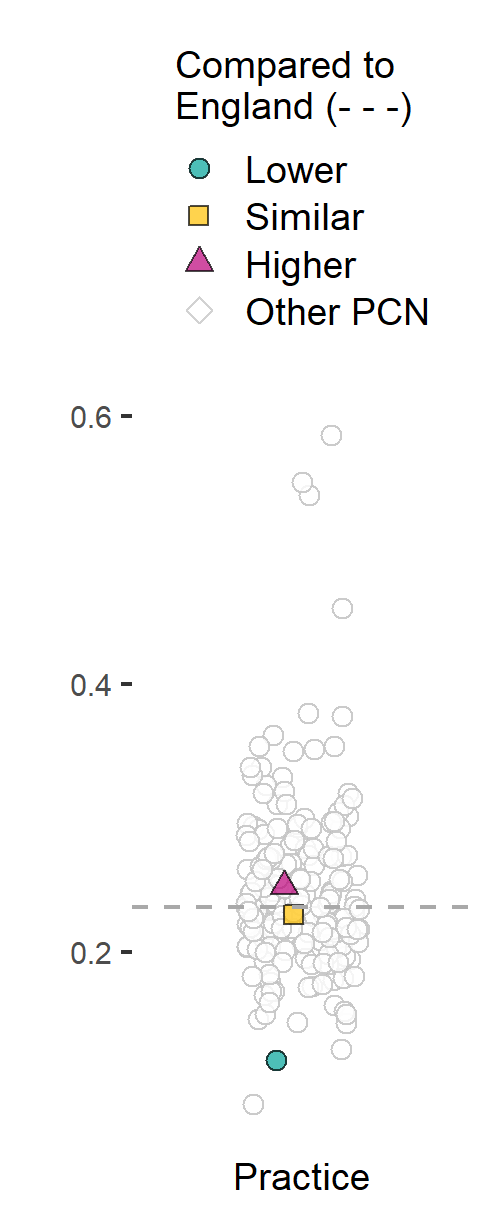 Compared to
England (- - -)
Lower
Similar
Higher
Other PCN
0.6
0.4
0.2
Practice